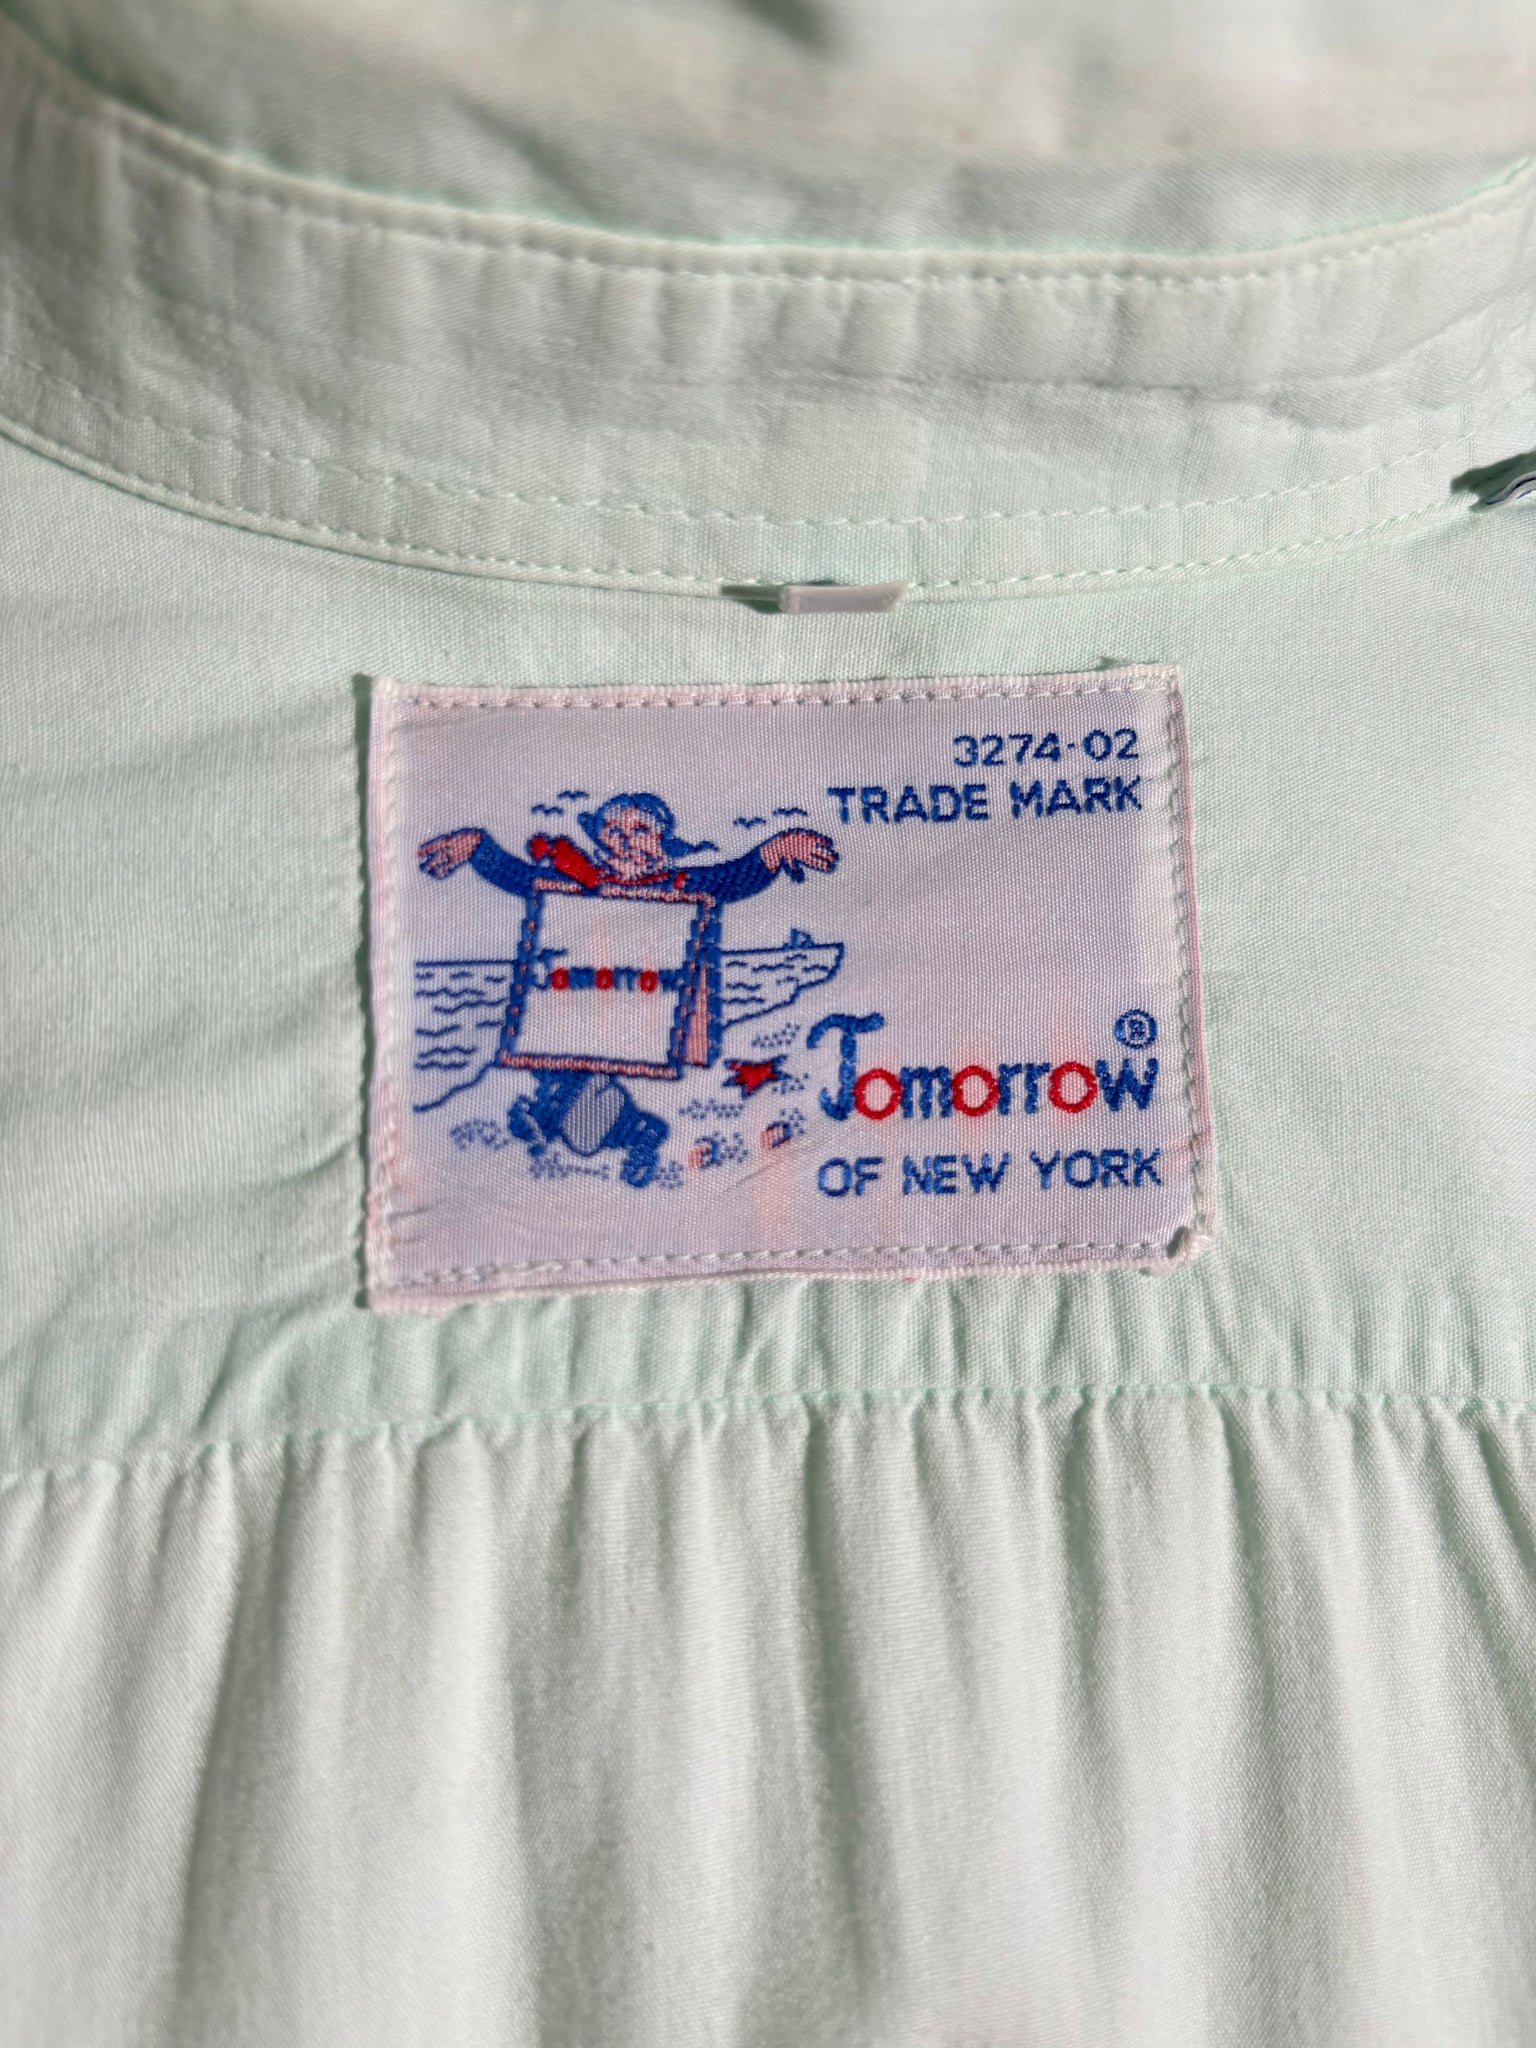 3274-02
TRADE MARK
Tomorrow
Tomorrow®
OF NEW YORK